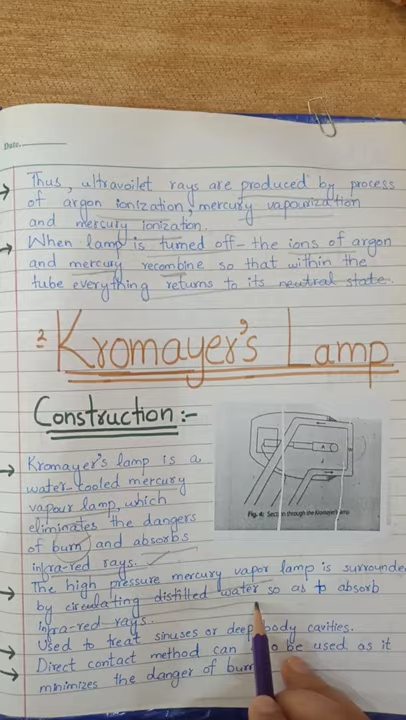 Date.
Thus, ultravoilet rays are produced by process
of argon ionization, mercury vapourization
and mercury ionization.
When lamp is turned off- the ions of argon
and mercury recombine so that within the
tube everything returns to its neutral state.
2 Kromayer's Lamp
Construction :-
Kromayer's lamp is a
water-cooled mercury
vapour lamp, which
eliminates the dangers
of burn and absorbs
infra-red rays.
Fig. 4: Section through the Kromayer lamp
The high pressure mercury vapor lamp is surrounde
by circulating distilled water so as to absorb
infra-red rays.
Used to treat sinuses or deep body cavities.
Direct contact method can be used as it
minimizes the danger of